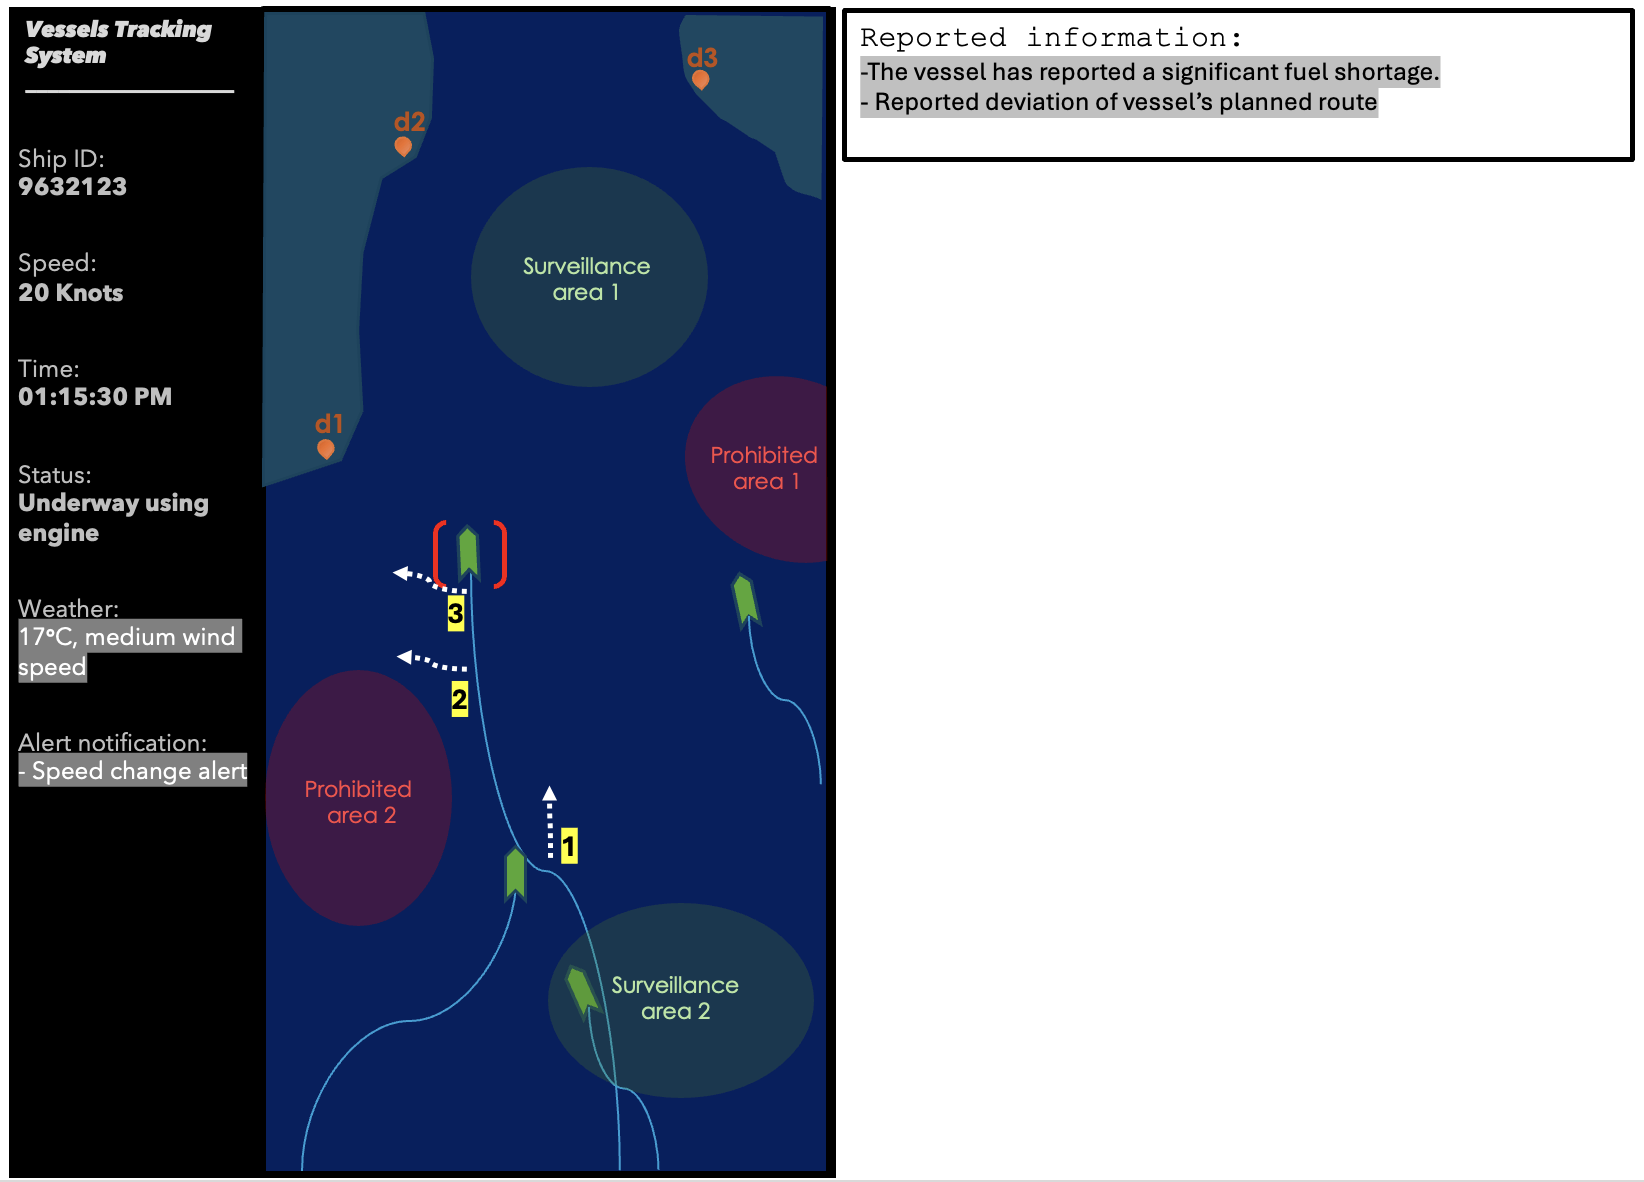 Vessels Tracking
System
Ship ID:
9632123
Speed:
20 Knots
Time:
01:15:30 PM
Status:
Underway using
engine
Weather:
17°C, medium wind
speed
Alert notification:
- Speed change alert
d3
d2
Surveillance
area 1
d1
Prohibited
area 1
3
2
Prohibited
area 2
1
Surveillance
area 2
Reported information:
-The vessel has reported a significant fuel shortage.
- Reported deviation of vessel’s planned route